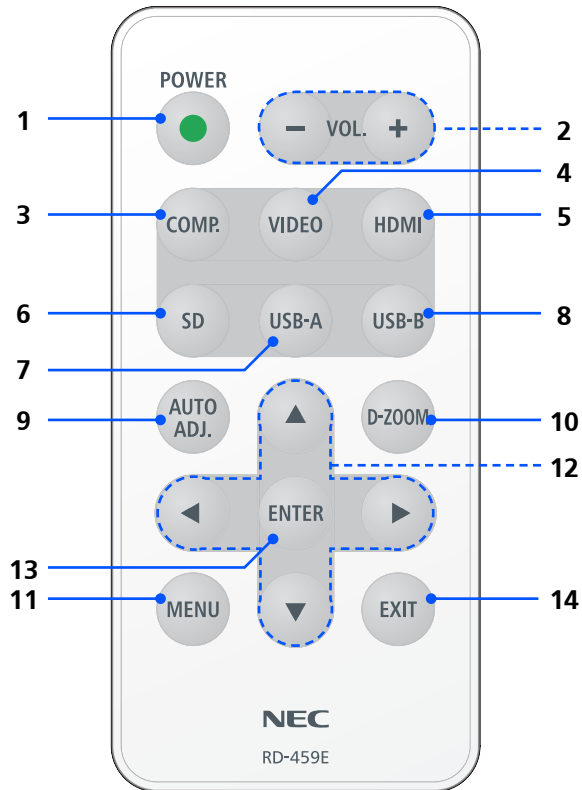 POWER
1
− VOL. +
2
4
3
COMP.
VIDEO
HDMI
5
6
SD
USB-A
USB-B
8
7
9
AUTO
ADJ.
D-ZOOM
10
12
ENTER
13
11
MENU
EXIT
14
NEC
RD-459E